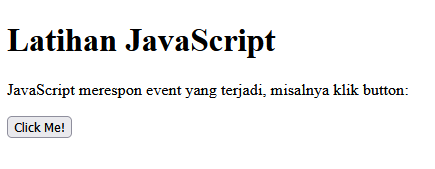 Latihan JavaScript
JavaScript merespon event yang terjadi, misalnya klik button:
Click Me!